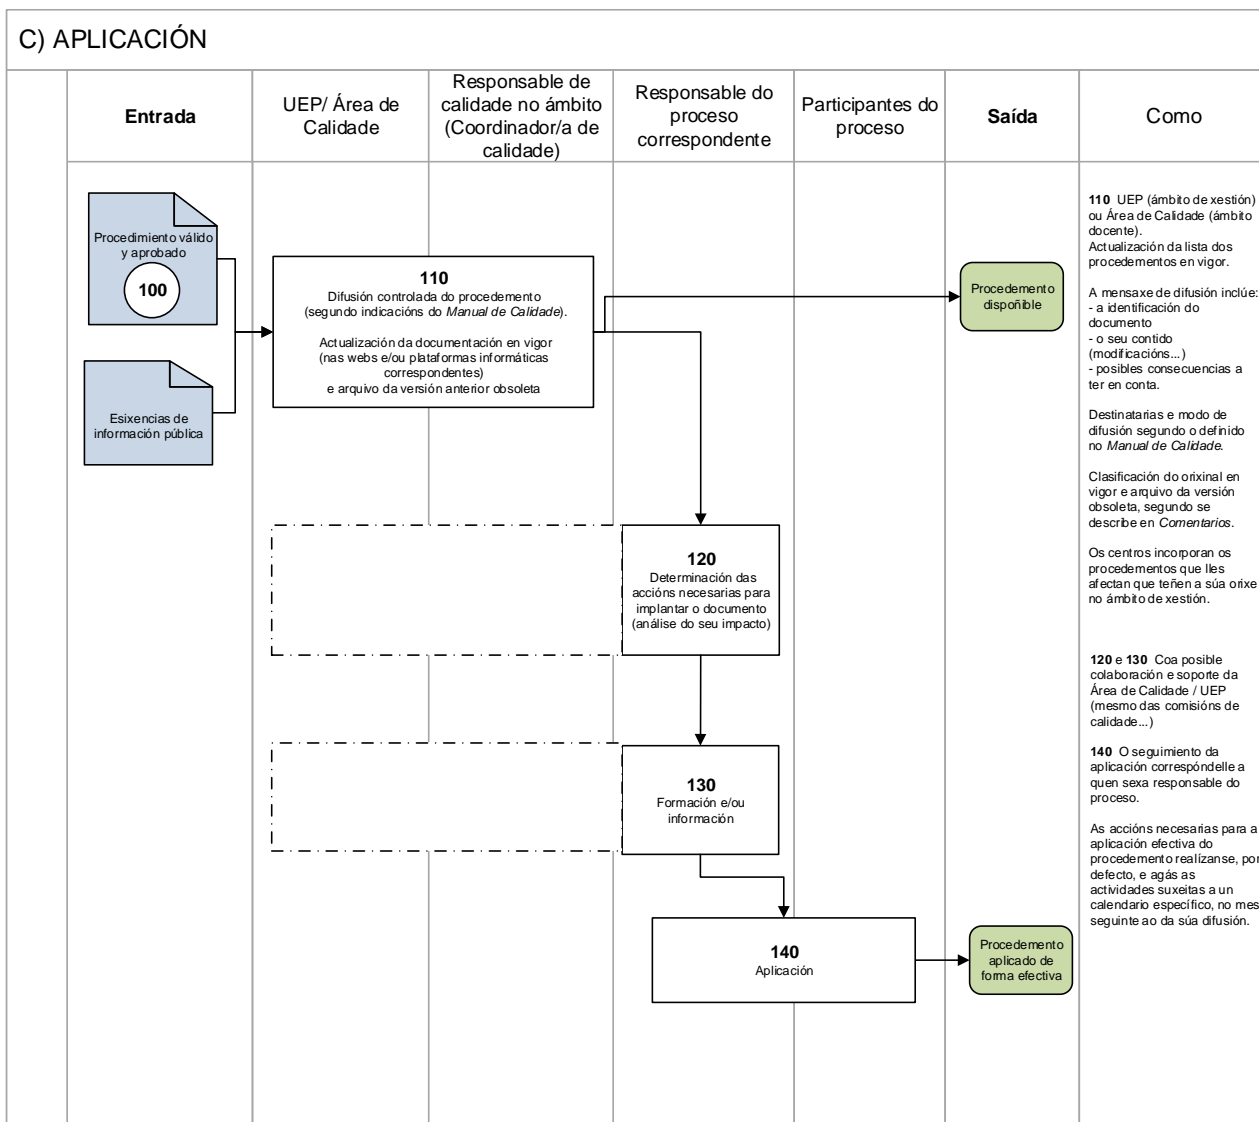 C) APLICACIÓN
Entrada
UEP/ Área de
Calidade
Responsable de
calidade no ámbito
(Coordinador/a de
calidade)
Responsable do
proceso
correspondente
Participantes do
proceso
Saída
Como
Procedimiento válido
y aprobado
100
Esixencias de
información pública
110
Difusión controlada do procedemento
(segundo indicacións do Manual de Calidade).
Actualización da documentación en vigor
(nas webs e/ou plataformas informáticas
correspondentes)
e arquivo da versión anterior obsoleta
Procedemento
dispoñible
120
Determinación das
accións necesarias para
implantar o documento
(análise do seu impacto)
130
Formación e/ou
información
140
Aplicación
Procedemento
aplicado de
forma efectiva
110 UEP (ámbito de xestión)
ou Área de Calidade (ámbito
docente).
Actualización da lista dos
procedementos en vigor.
A mensaxe de difusión inclúe:
- a identificación do
documento
- o seu contido
(modificacións...)
- posibles consecuencias a
ter en conta.
Destinatarias e modo de
difusión segundo o definido
no Manual de Calidade.
Clasificación do orixinal en
vigor e arquivo da versión
obsoleta, segundo se
describe en Comentarios.
Os centros incorporan os
procedementos que lles
afectan que teñen a súa orixe
no ámbito de xestión.
120 e 130 Coa posible
colaboración e soporte da
Área de Calidade / UEP
(mesmo das comisións de
calidade...)
140 O seguimiento da
aplicación correspóndelle a
quen sexa responsable do
proceso.
As accións necesarias para a
aplicación efectiva do
procedemento realízanse, por
defecto, e agás as
actividades suxeitas a un
calendario específico, no mes
seguinte ao da súa difusión.